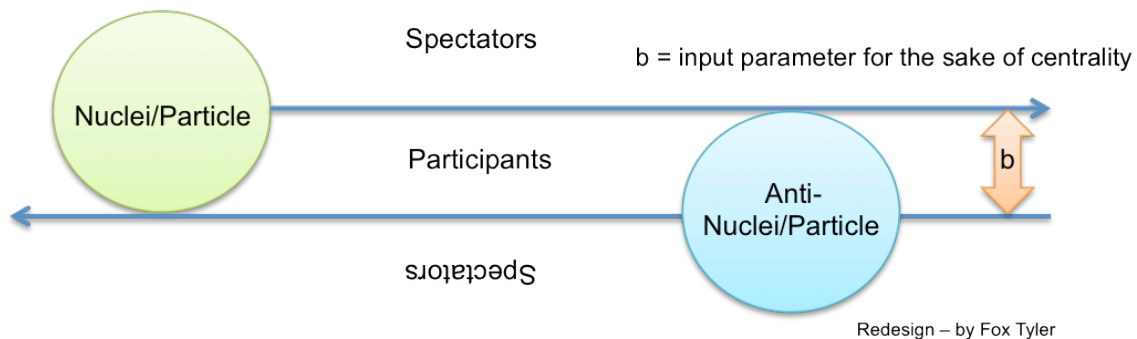 Spectators
b = input parameter for the sake of centrality
Nuclei/Particle
Participants
b
Anti-
Nuclei/Particle
Spectators
Redesign – by Fox Tyler